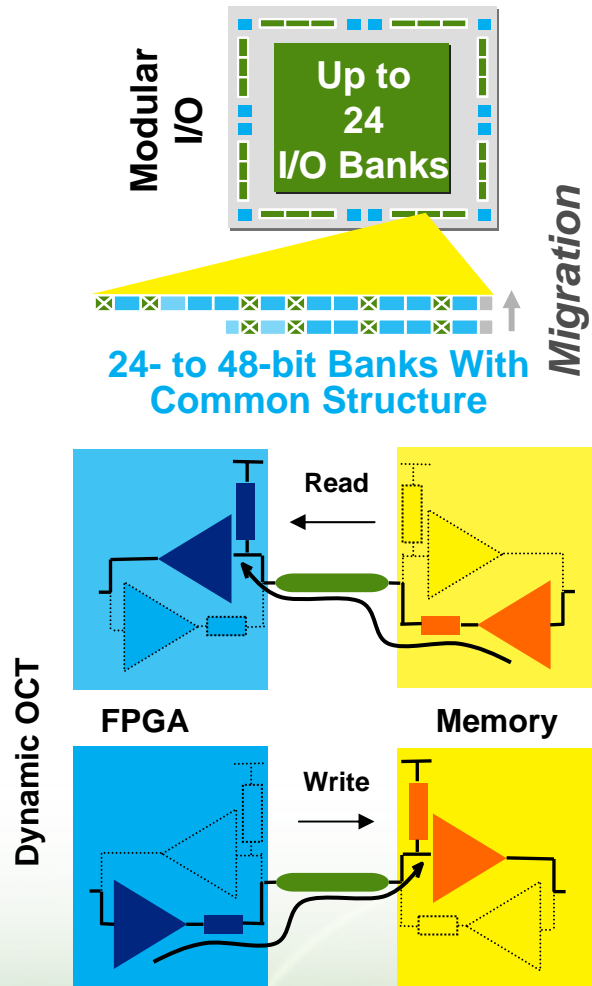 Modular
I/O
Up to
24
I/O Banks
Migration
24- to 48-bit Banks With
Common Structure
Read
Dynamic OCT
FPGA
Memory
Write